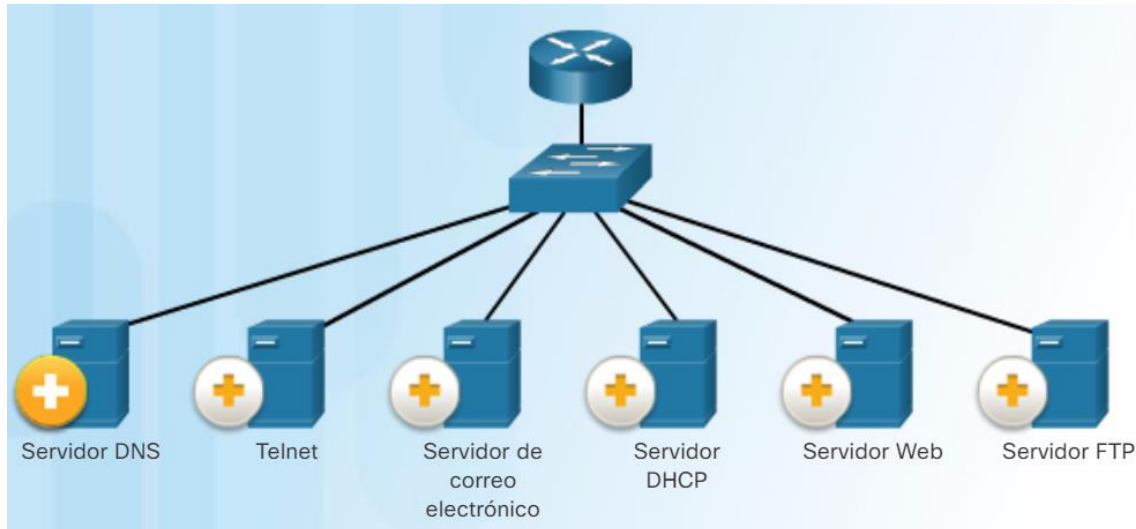 Servidor DNS
Telnet
Servidor de
correo
electrónico
Servidor
DHCP
Servidor Web
Servidor FTP